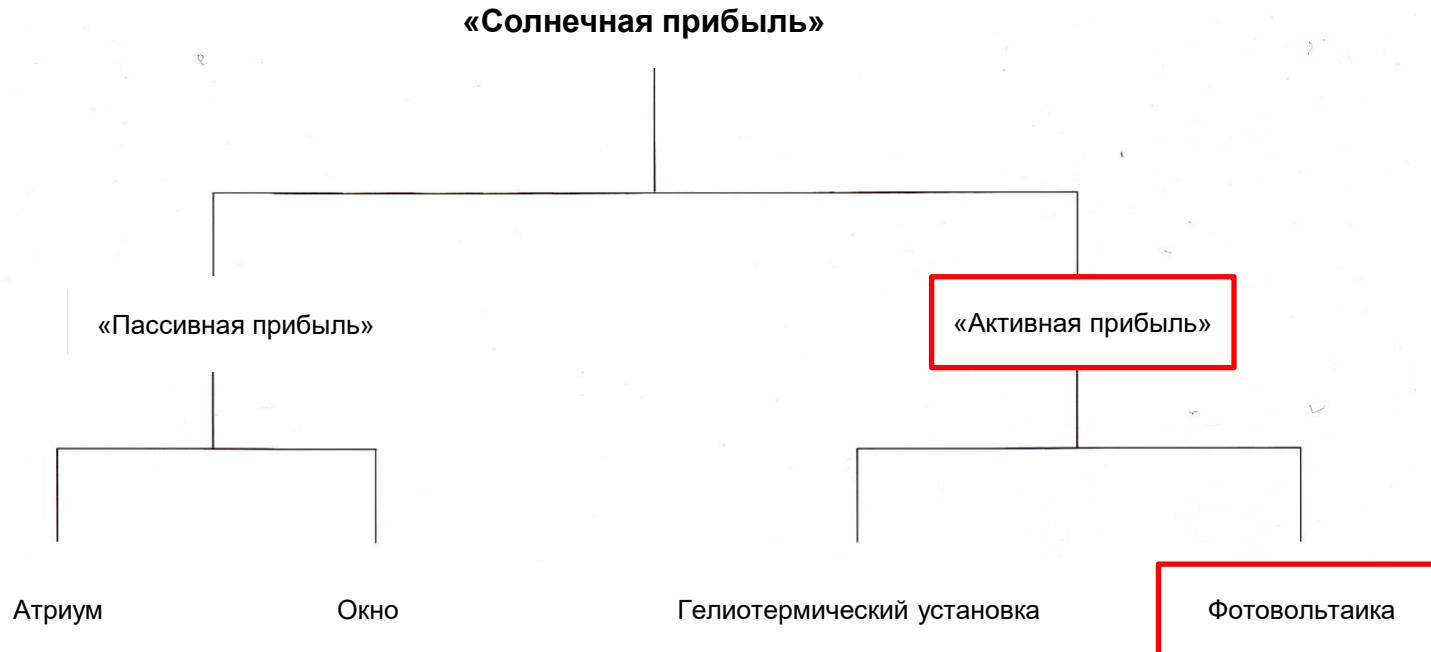 «Солнечная прибыль»
«Пассивная прибыль»
«Активная прибыль»
Атриум
Окно
Гелиотермический установка
Фотовольтаика